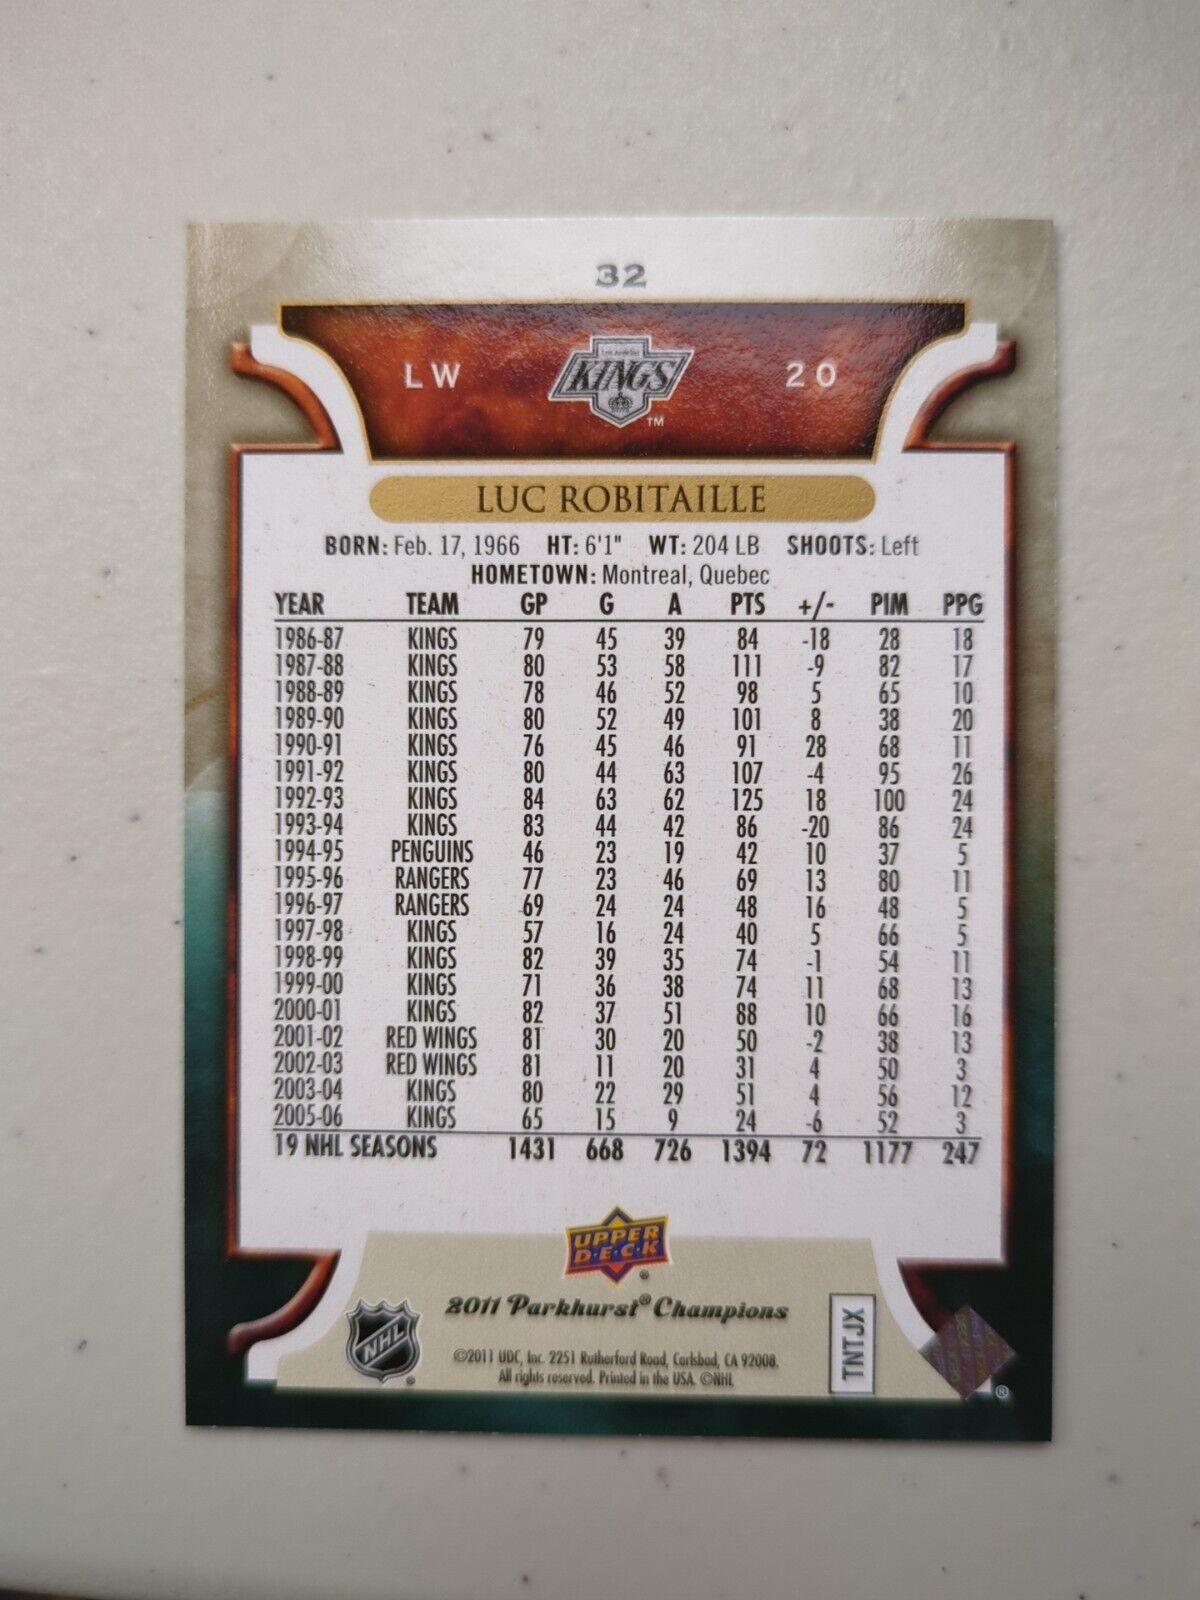 32
LW
Los Angeles
KINGS
TM
20
LUC ROBITAILLE
BORN: Feb. 17, 1966 HT: 6'1" WT: 204 LB SHOOTS: Left
HOMETOWN: Montreal, Quebec
YEAR TEAM GP G A PTS +/- PIM PPG
1986-87 KINGS 79 45 39 84 -18 28 18
1987-88 KINGS 80 53 58 111 -9 82 17
1988-89 KINGS 78 46 52 98 5 65 10
1989-90 KINGS 80 52 49 101 8 38 20
1990-91 KINGS 76 45 46 91 28 68 11
1991-92 KINGS 80 44 63 107 -4 95 26
1992-93 KINGS 84 63 62 125 18 100 24
1993-94 KINGS 83 44 42 86 -20 86 24
1994-95 PENGUINS 46 23 19 42 10 37 5
1995-96 RANGERS 77 23 46 69 13 80 11
1996-97 RANGERS 69 24 24 48 16 48 5
1997-98 KINGS 57 16 24 40 5 66 5
1998-99 KINGS 82 39 35 74 -1 54 11
1999-00 KINGS 71 36 38 74 11 68 13
2000-01 KINGS 82 37 51 88 10 66 16
2001-02 RED WINGS 81 30 20 50 -2 38 13
2002-03 RED WINGS 81 11 20 31 4 50 3
2003-04 KINGS 80 22 29 51 4 56 12
2005-06 KINGS 65 15 9 24 -6 52 3
19 NHL SEASONS 1431 668 726 1394 72 1177 247
UPPER
D·E·C·K
®
2011 Parkhurst® Champions
NHL
®
©2011 UDC, Inc. 2251 Rutherford Road, Carlsbad, CA 92008.
All rights reserved. Printed in the USA. ©NHL
TNTJX
®